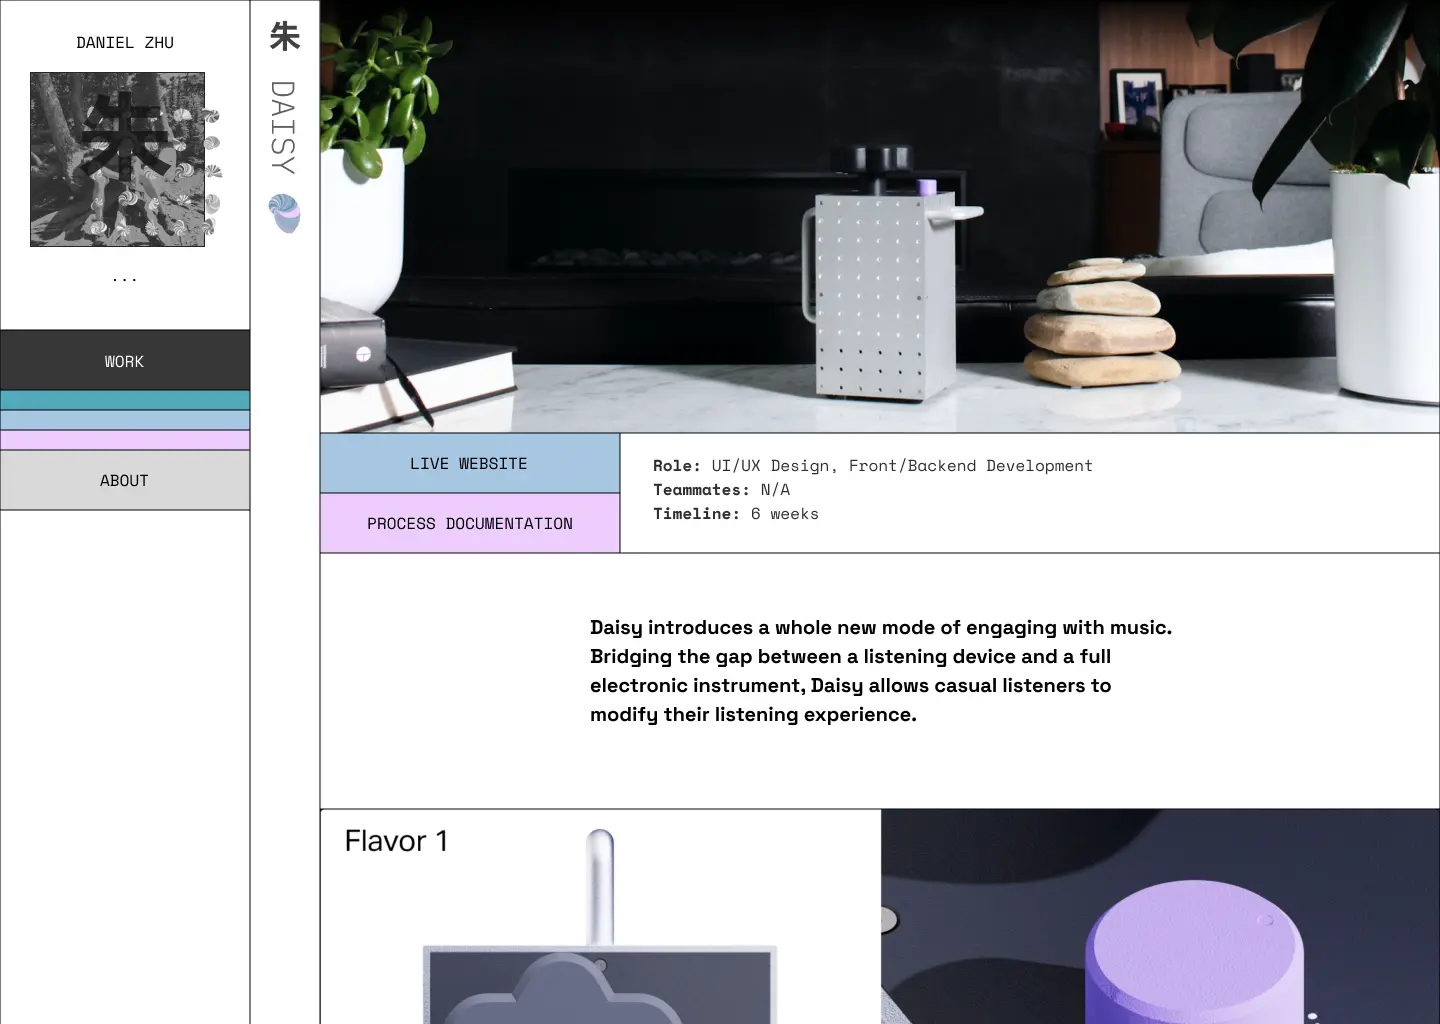 DANIEL ZHU
朱
...
WORK
ABOUT
朱
DAISY
LIVE WEBSITE
PROCESS DOCUMENTATION
Role: UI/UX Design, Front/Backend Development
Teammates: N/A
Timeline: 6 weeks
Daisy introduces a whole new mode of engaging with music.
Bridging the gap between a listening device and a full
electronic instrument, Daisy allows casual listeners to
modify their listening experience.
Flavor 1